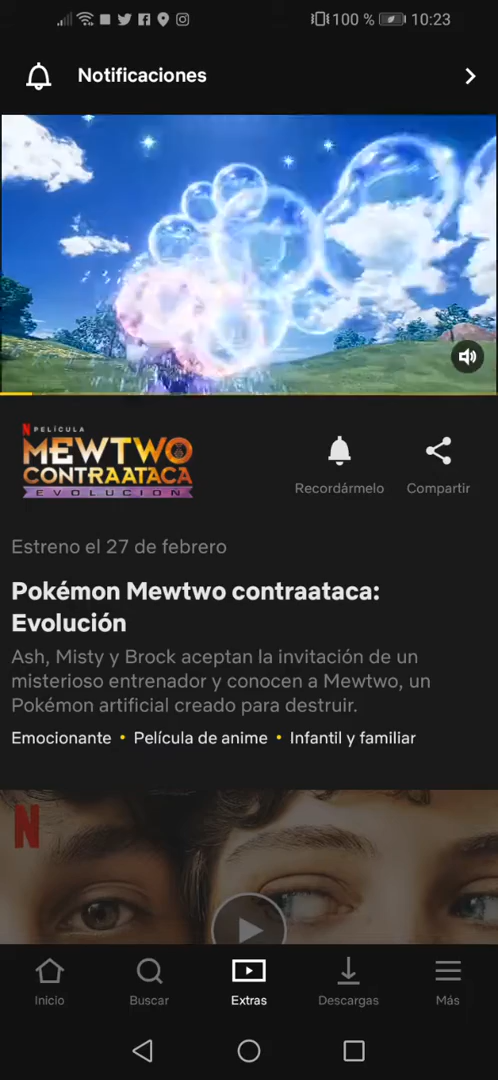 100 % 10:23
Notificaciones
N PELÍCULA
MEWTWO
CONTRAATACA
EVOLUCIÓN
Recordármelo Compartir
Estreno el 27 de febrero
Pokémon Mewtwo contraataca:
Evolución
Ash, Misty y Brock aceptan la invitación de un
misterioso entrenador y conocen a Mewtwo, un
Pokémon artificial creado para destruir.
Emocionante • Película de anime • Infantil y familiar
N
Inicio Buscar Extras Descargas Más